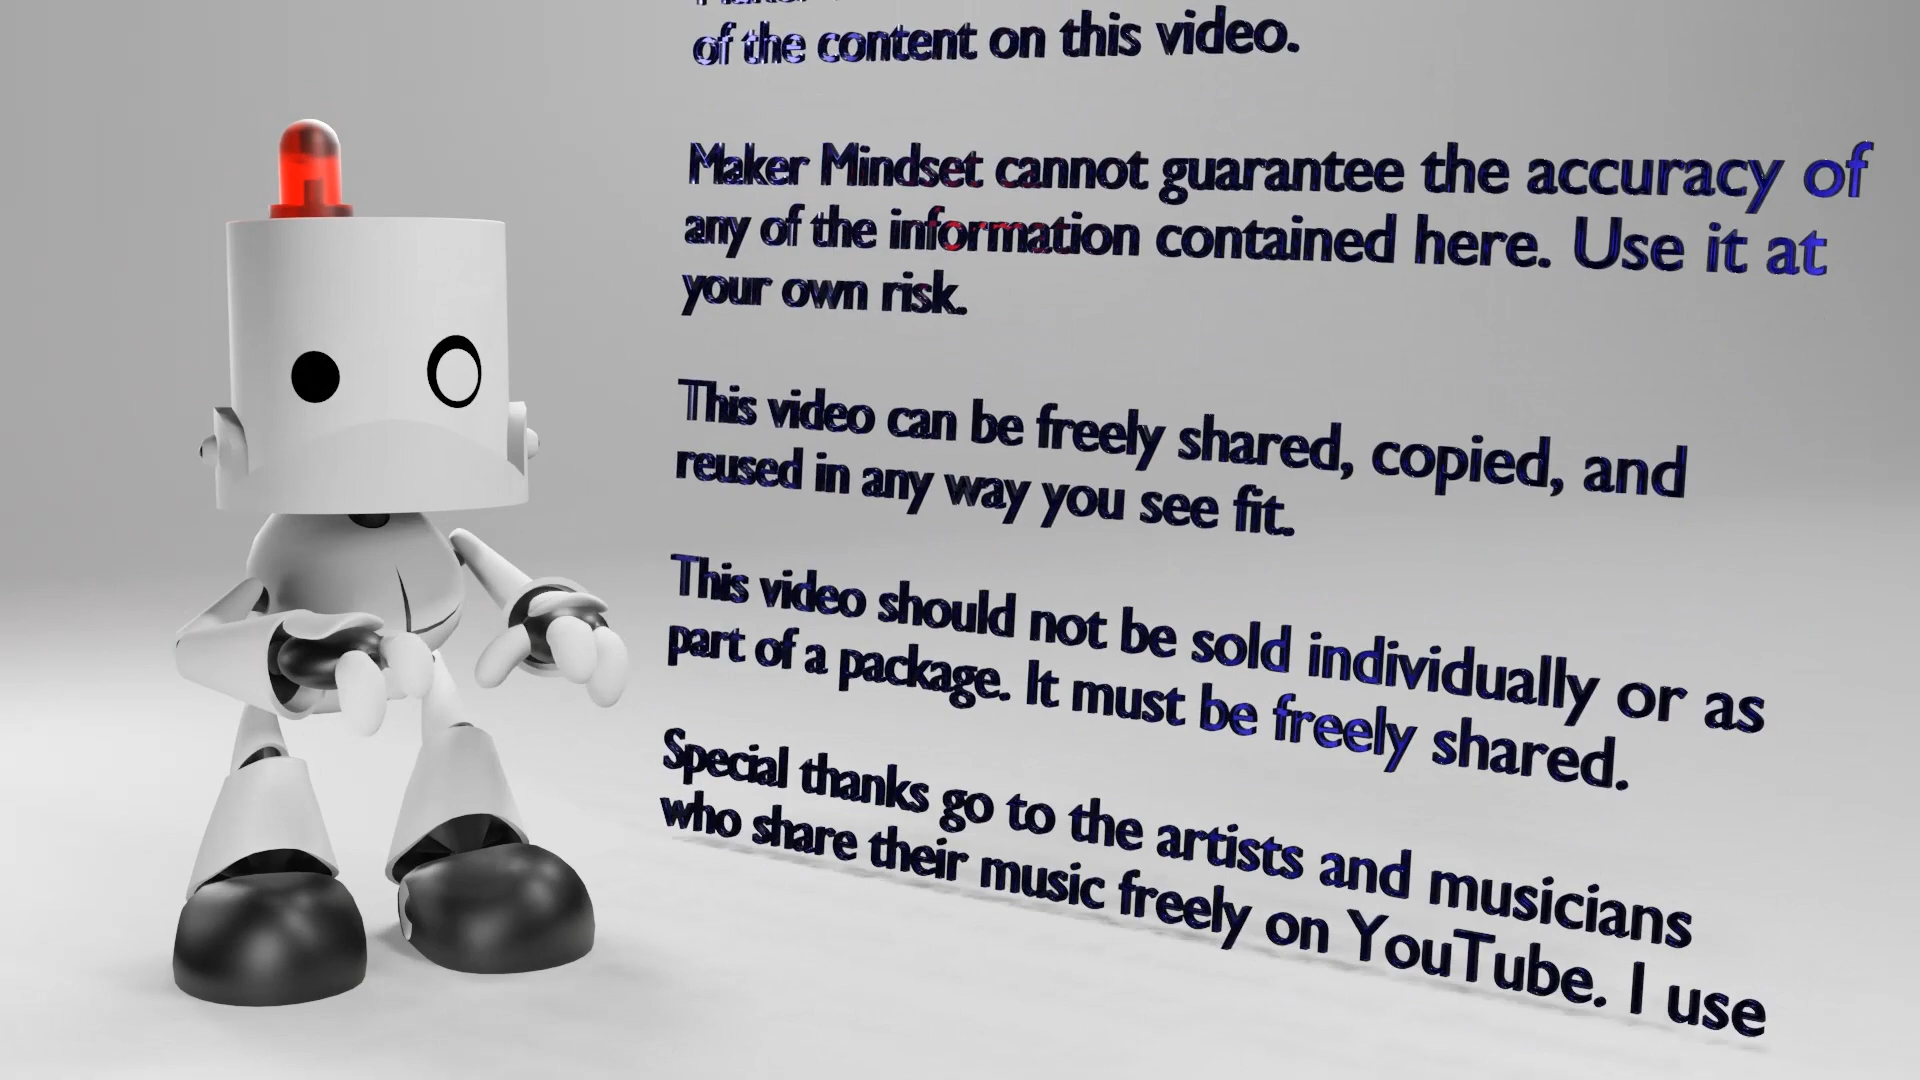 of the content on this video.
Maker Mindset cannot guarantee the accuracy of
any of the information contained here. Use it at
your own risk.
This video can be freely shared, copied, and
reused in any way you see fit.
This video should not be sold individually or as
part of a package. It must be freely shared.
Special thanks go to the artists and musicians
who share their music freely on YouTube. I use